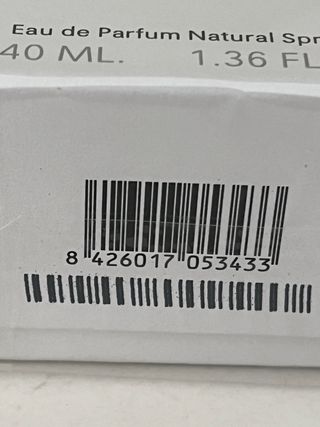 Eau de Parfum Natural Spr
40 ML. 1.36 FL
8 426017 053433